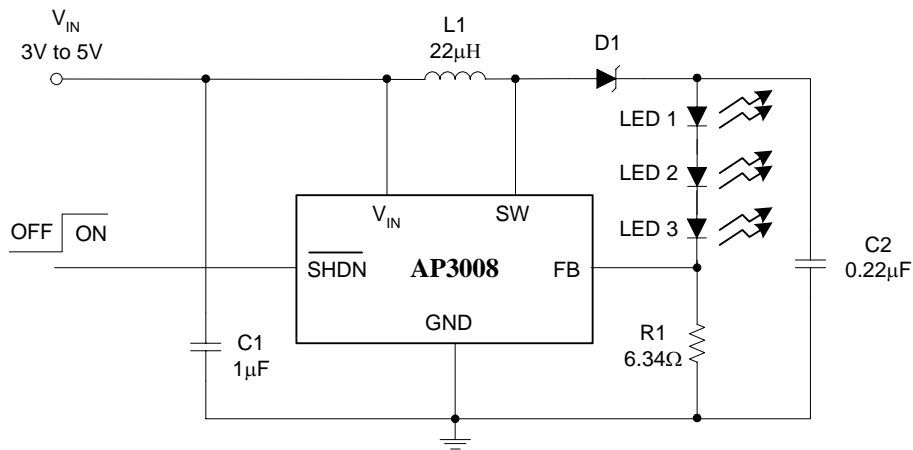 V_IN
3V to 5V
L1
22μH
D1
LED 1
LED 2
LED 3
OFF
ON
V_IN
SW
SHDN
AP3008
FB
GND
C1
1μF
R1
6.34Ω
C2
0.22μF